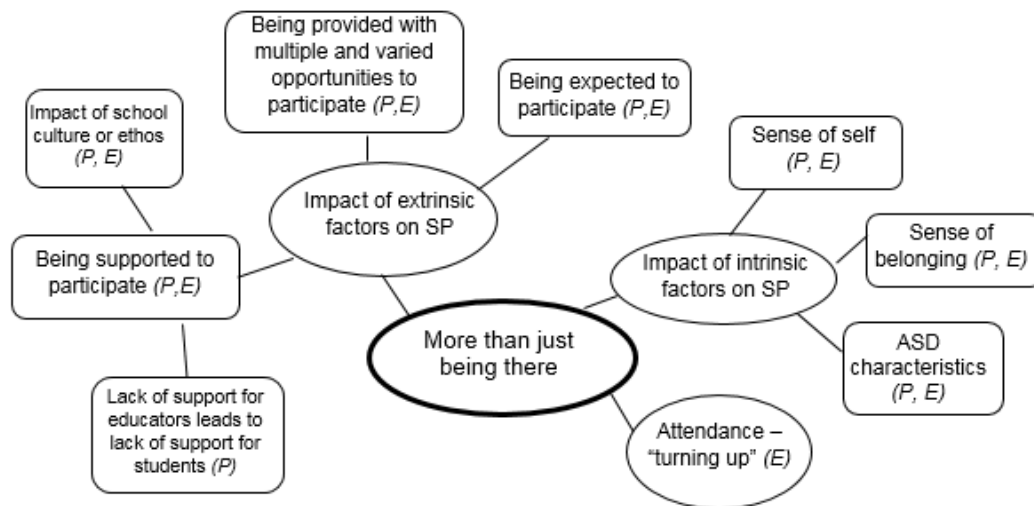 Being provided with
multiple and varied
opportunities to
participate (P,E)
Being expected to
participate (P,E)
Impact of school
culture or ethos
(P, E)
Sense of self
(P, E)
Impact of extrinsic
factors on SP
Sense of
belonging (P, E)
Being supported to
participate (P,E)
Impact of intrinsic
factors on SP
More than just
being there
ASD
characteristics
(P, E)
Lack of support for
educators leads to
lack of support for
students (P)
Attendance –
“turning up” (E)